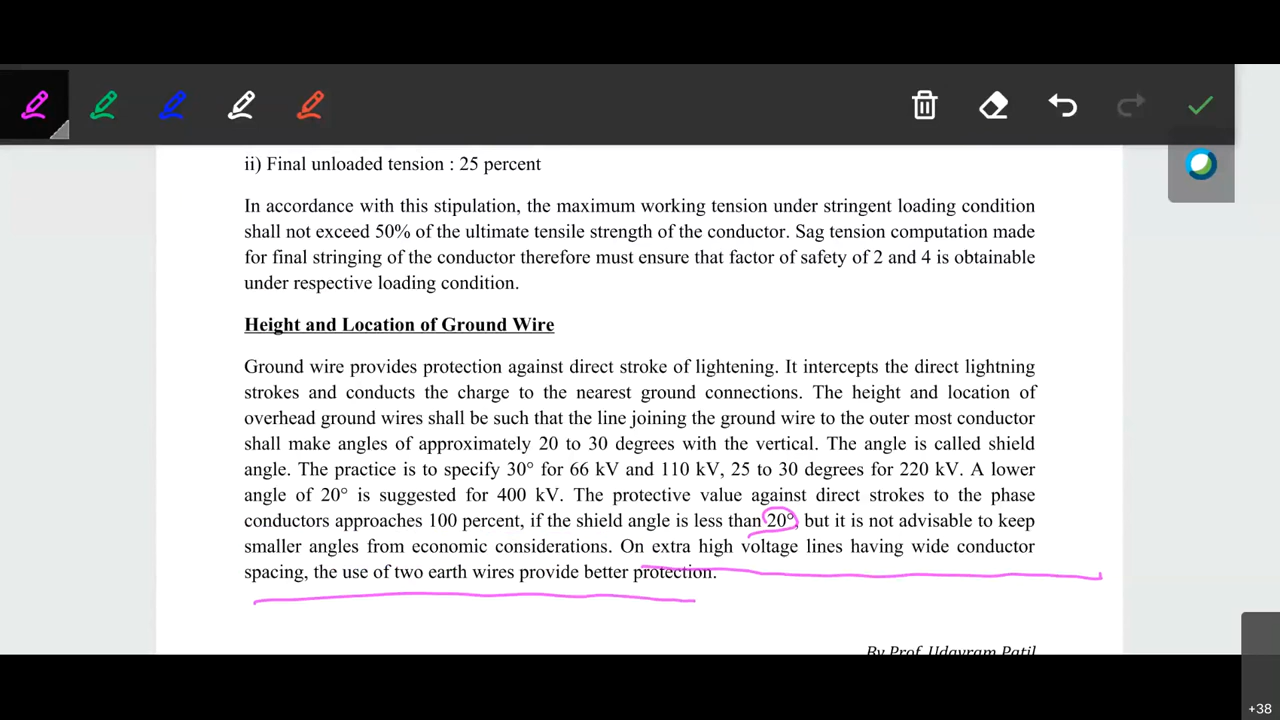 ii) Final unloaded tension : 25 percent
In accordance with this stipulation, the maximum working tension under stringent loading condition
shall not exceed 50% of the ultimate tensile strength of the conductor. Sag tension computation made
for final stringing of the conductor therefore must ensure that factor of safety of 2 and 4 is obtainable
under respective loading condition.
Height and Location of Ground Wire
Ground wire provides protection against direct stroke of lightening. It intercepts the direct lightning
strokes and conducts the charge to the nearest ground connections. The height and location of
overhead ground wires shall be such that the line joining the ground wire to the outer most conductor
shall make angles of approximately 20 to 30 degrees with the vertical. The angle is called shield
angle. The practice is to specify 30° for 66 kV and 110 kV, 25 to 30 degrees for 220 kV. A lower
angle of 20° is suggested for 400 kV. The protective value against direct strokes to the phase
conductors approaches 100 percent, if the shield angle is less than 20°, but it is not advisable to keep
smaller angles from economic considerations. On extra high voltage lines having wide conductor
spacing, the use of two earth wires provide better protection.
By Prof. Udayram Patil
+38